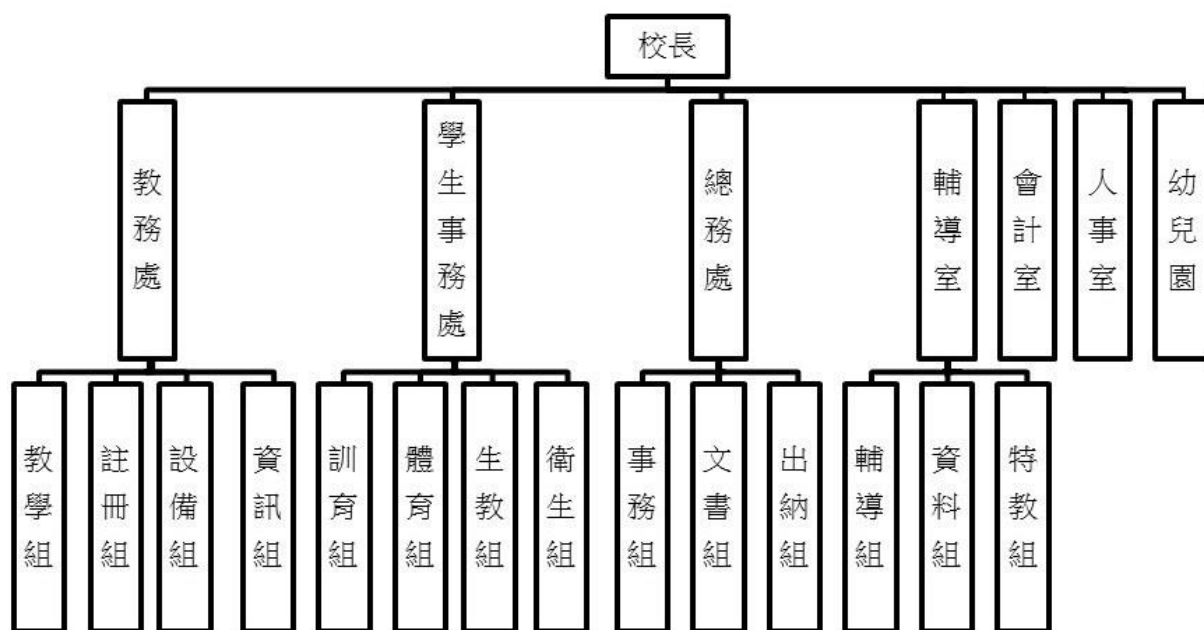 校長
教務處
學生事務處
總務處
輔導室
會計室
人事室
幼兒園
教學組
註冊組
設備組
資訊組
訓育組
體育組
生教組
衛生組
事務組
文書組
出納組
輔導組
資料組
特教組